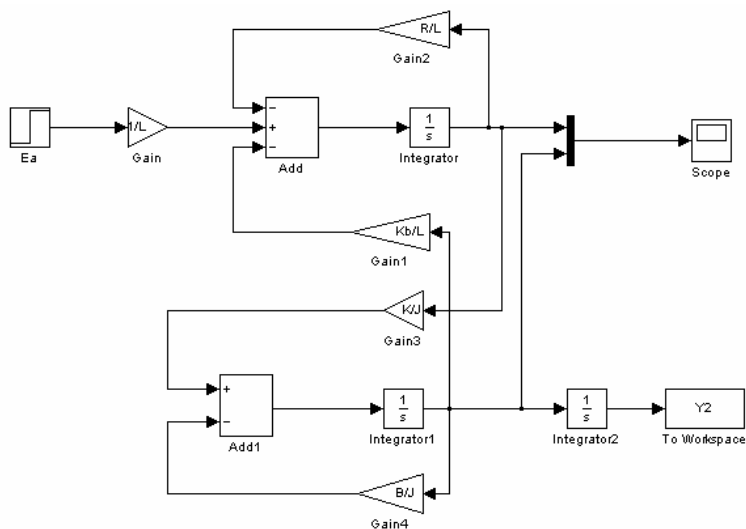 R/L
Gain2
Ea
1/L
Gain
−
+
−
Add
1
s
Integrator
Scope
Kb/L
Gain1
K/J
Gain3
+
−
Add1
1
s
Integrator1
1
s
Integrator2
Y2
To Workspace
B/J
Gain4